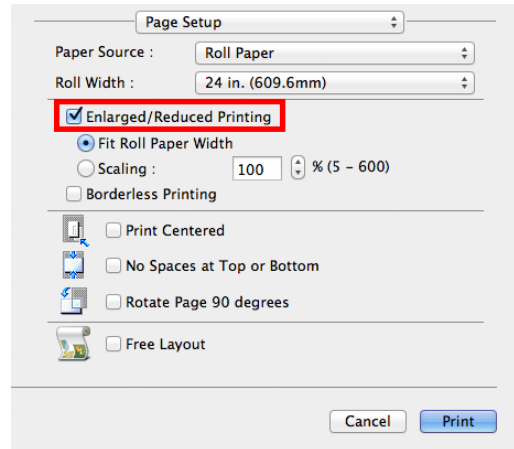 Page Setup
Paper Source : Roll Paper
Roll Width : 24 in. (609.6mm)
Enlarged/Reduced Printing
Fit Roll Paper Width
Scaling : 100 % (5 - 600)
Borderless Printing
Print Centered
No Spaces at Top or Bottom
Rotate Page 90 degrees
Free Layout
Cancel Print